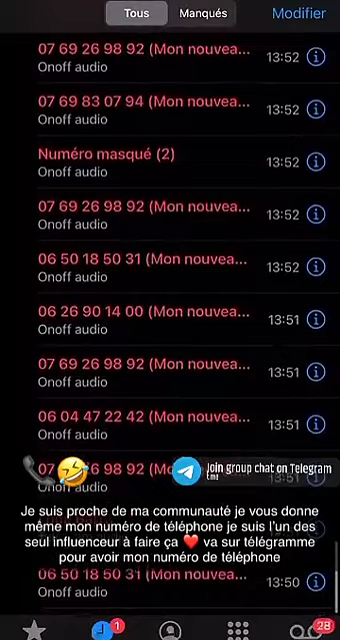 Tous Manqués Modifier
07 69 26 98 92 (Mon nouvea...
Onoff audio
13:52
07 69 83 07 94 (Mon nouvea...
Onoff audio
13:52
Numéro masqué (2)
Onoff audio
13:52
07 69 26 98 92 (Mon nouvea...
Onoff audio
13:52
06 50 18 50 31 (Mon nouvea...
Onoff audio
13:52
06 26 90 14 00 (Mon nouvea...
Onoff audio
13:51
07 69 26 98 92 (Mon nouvea...
Onoff audio
13:51
06 04 47 22 42 (Mon nouvea...
Onoff audio
13:51
6 98 92 (Mon
Onoff audio
Join group chat on Telegram
t.me
Je suis proche de ma communauté je vous donne
même mon numéro de téléphone je suis l'un des
seul influenceur à faire ça ❤️ va sur télégramme
pour avoir mon numéro de téléphone
06 50 18 50 31 (Mon nouvea...
Onoff audio
13:50
1
28